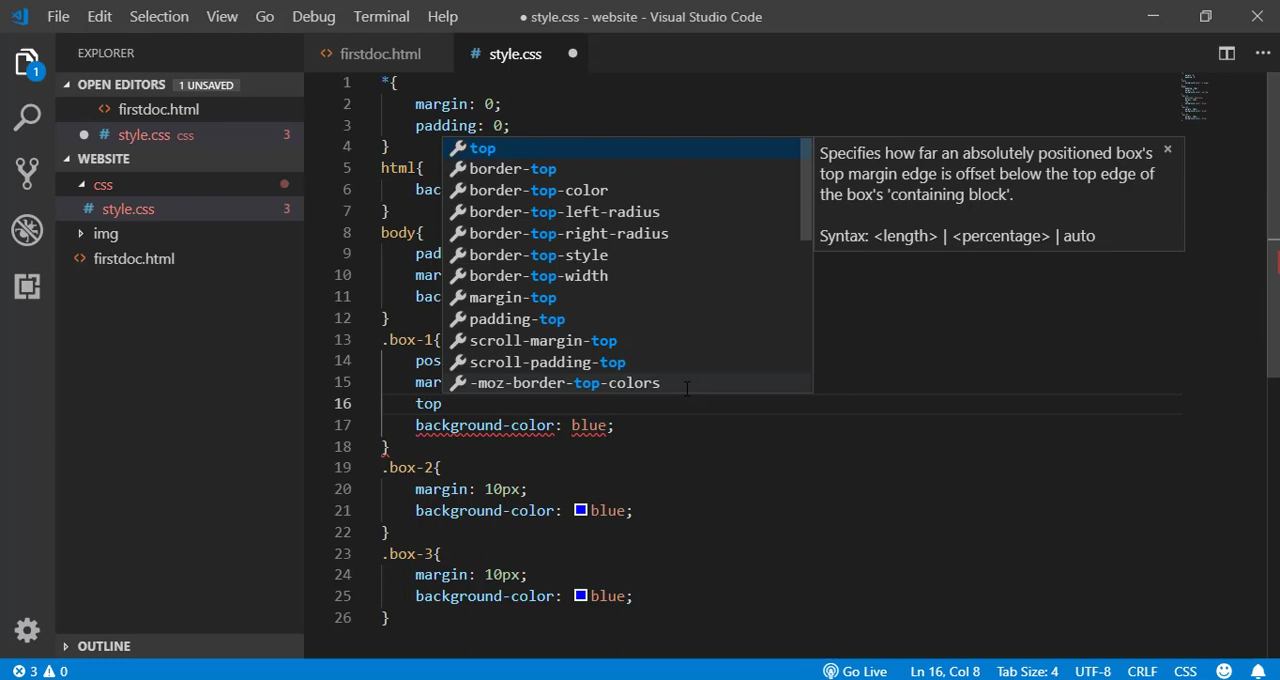 File Edit Selection View Go Debug Terminal Help ● style.css - website - Visual Studio Code
EXPLORER
1
OPEN EDITORS 1 UNSAVED
<> firstdoc.html
● # style.css css 3
WEBSITE
css
# style.css 3
img
<> firstdoc.html
OUTLINE
<> firstdoc.html # style.css ●
1 *{
2 margin: 0;
3 padding: 0;
4 }
5 html{
6 bac
7 }
8 body{
9 pad
10 mar
11 bac
12 }
13 .box-1{
14 pos
15 mar
16 top
17 background-color: blue;
18 }
19 .box-2{
20 margin: 10px;
21 background-color: blue;
22 }
23 .box-3{
24 margin: 10px;
25 background-color: blue;
26 }
top
border-top
border-top-color
border-top-left-radius
border-top-right-radius
border-top-style
border-top-width
margin-top
padding-top
scroll-margin-top
scroll-padding-top
-moz-border-top-colors
Specifies how far an absolutely positioned box's
top margin edge is offset below the top edge of
the box's 'containing block'.
Syntax: <length> | <percentage> | auto
3 0 Go Live Ln 16, Col 8 Tab Size: 4 UTF-8 CRLF CSS